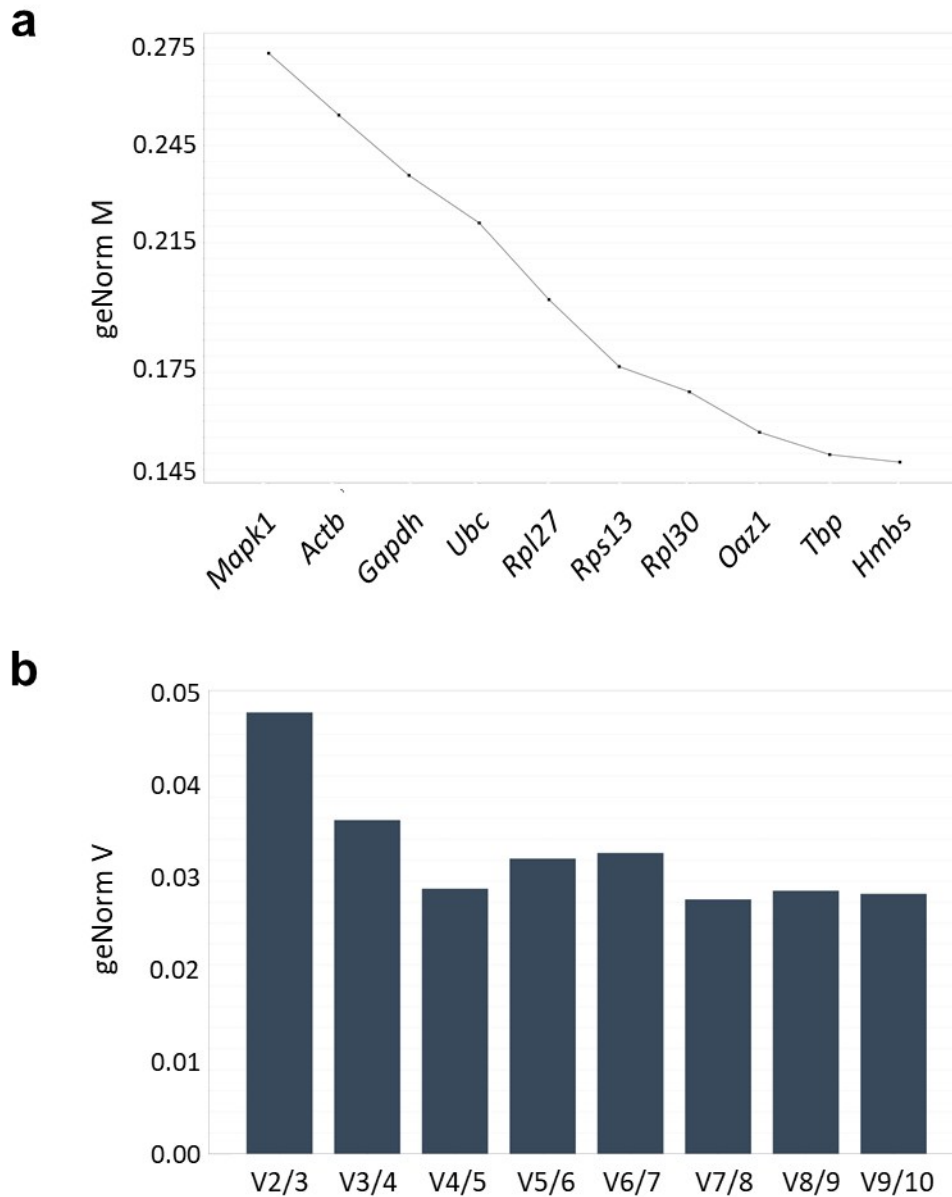 a
geNorm M
0.275
0.245
0.215
0.175
0.145
Mapk1 Actb Gapdh Ubc Rpl27 Rps13 Rpl30 Oaz1 Tbp Hmbs
b
geNorm V
0.05
0.04
0.03
0.02
0.01
0.00
V2/3 V3/4 V4/5 V5/6 V6/7 V7/8 V8/9 V9/10